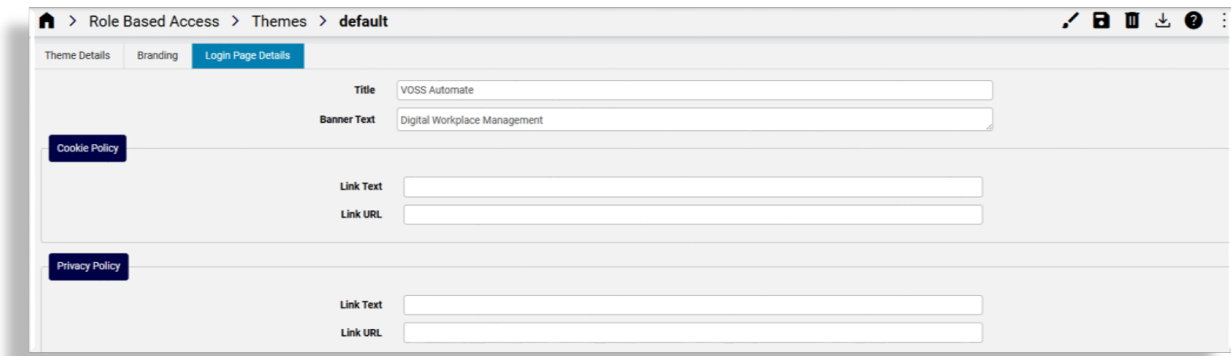 > Role Based Access > Themes > default
Theme Details Branding Login Page Details
Title VOSS Automate
Banner Text Digital Workplace Management
Cookie Policy
Link Text
Link URL
Privacy Policy
Link Text
Link URL